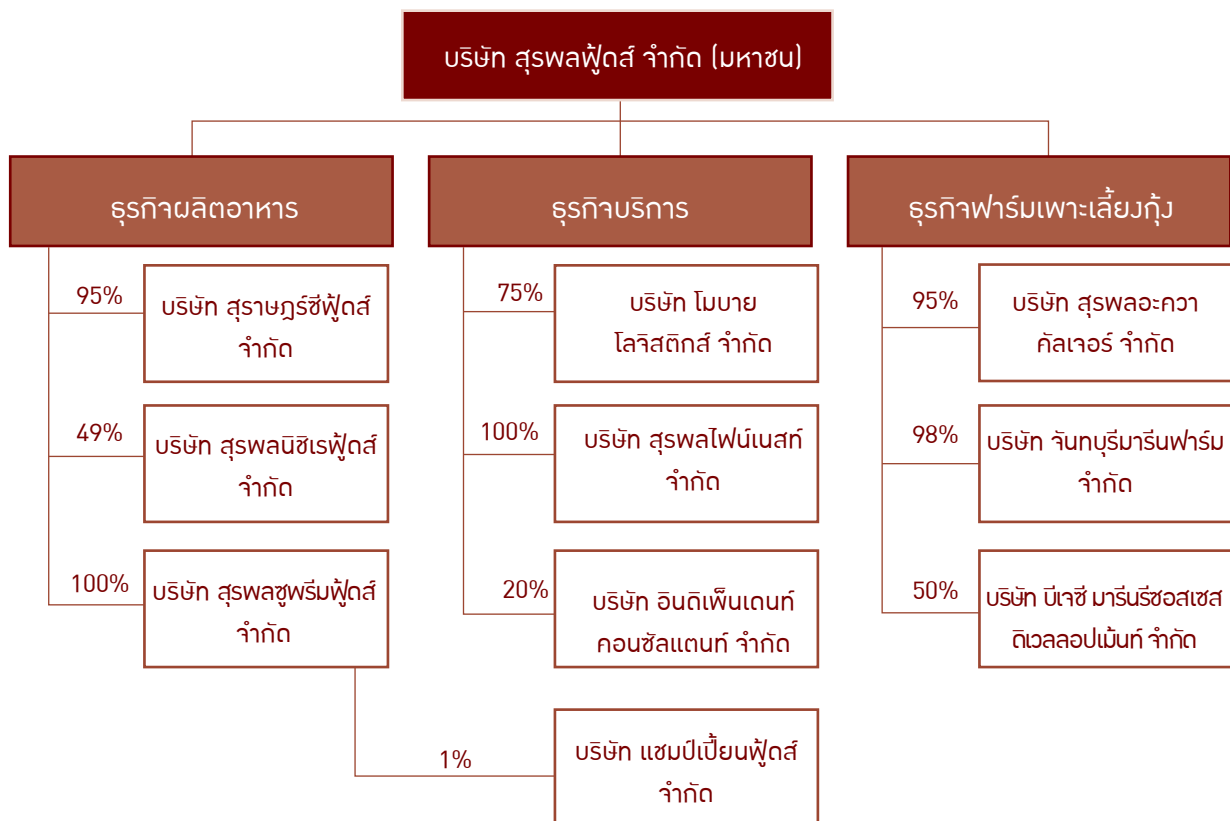 บริษัท สุรพลฟู้ดส์ จำกัด (มหาชน)
ธุรกิจผลิตอาหาร
95%
บริษัท สุราษฎร์ซีฟู้ดส์
จำกัด
49%
บริษัท สุรพลนิชิเรฟู้ดส์
จำกัด
100%
บริษัท สุรพลซูพรีมฟู้ดส์
จำกัด
1%
บริษัท แชมป์เปี้ยนฟู้ดส์
จำกัด
ธุรกิจบริการ
75%
บริษัท โมบาย
โลจิสติกส์ จำกัด
100%
บริษัท สุรพลไฟน์เนสท์
จำกัด
20%
บริษัท อินดิเพ็นเดนท์
คอนซัลแตนท์ จำกัด
ธุรกิจฟาร์มเพาะเลี้ยงกุ้ง
95%
บริษัท สุรพลอะควา
คัลเจอร์ จำกัด
98%
บริษัท จันทบุรีมารีนฟาร์ม
จำกัด
50%
บริษัท บีเจซี มารีนรีซอสเซส
ดิเวลลอปเม้นท์ จำกัด